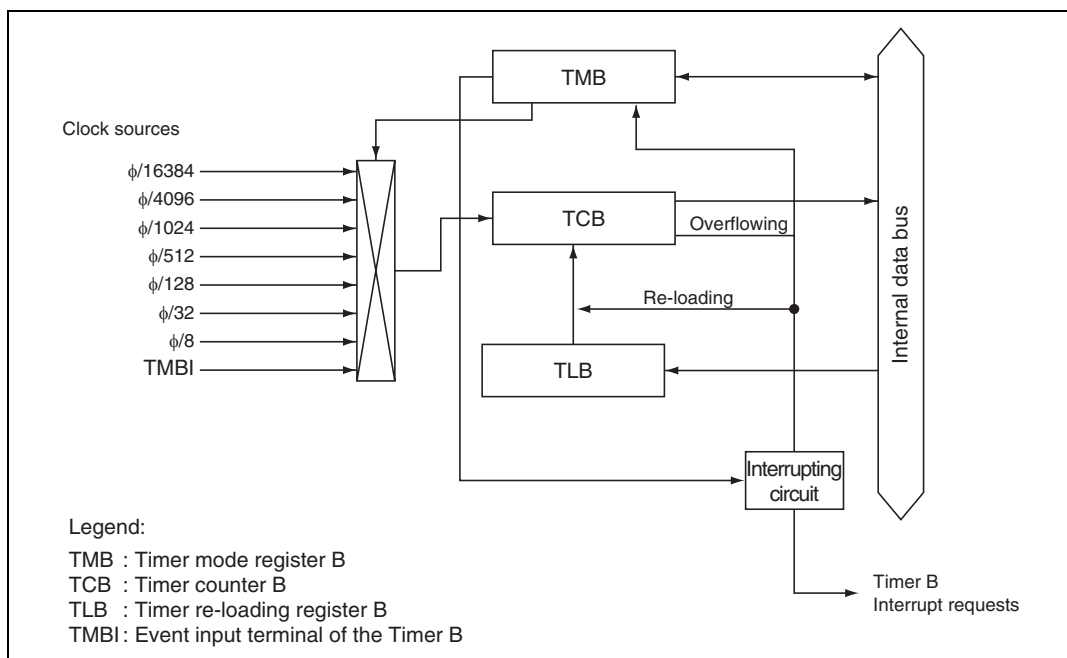 TMB
Clock sources
ϕ/16384
ϕ/4096
ϕ/1024
ϕ/512
ϕ/128
ϕ/32
ϕ/8
TMBI
TCB
Overflowing
Re-loading
TLB
Internal data bus
Interrupting
circuit
Timer B
Interrupt requests
Legend:
TMB : Timer mode register B
TCB : Timer counter B
TLB : Timer re-loading register B
TMBI : Event input terminal of the Timer B